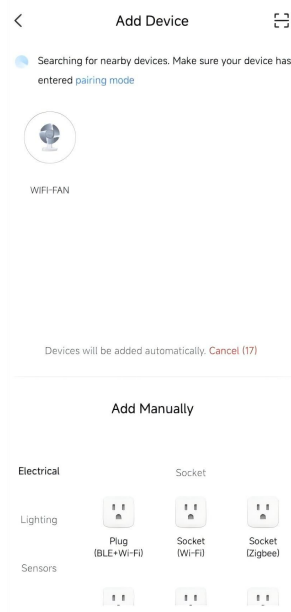 Add Device
Searching for nearby devices. Make sure your device has
entered pairing mode
WIFI-FAN
Devices will be added automatically. Cancel (17)
Add Manually
Electrical
Socket
Lighting
Plug
(BLE+Wi-Fi)
Socket
(Wi-Fi)
Socket
(Zigbee)
Sensors